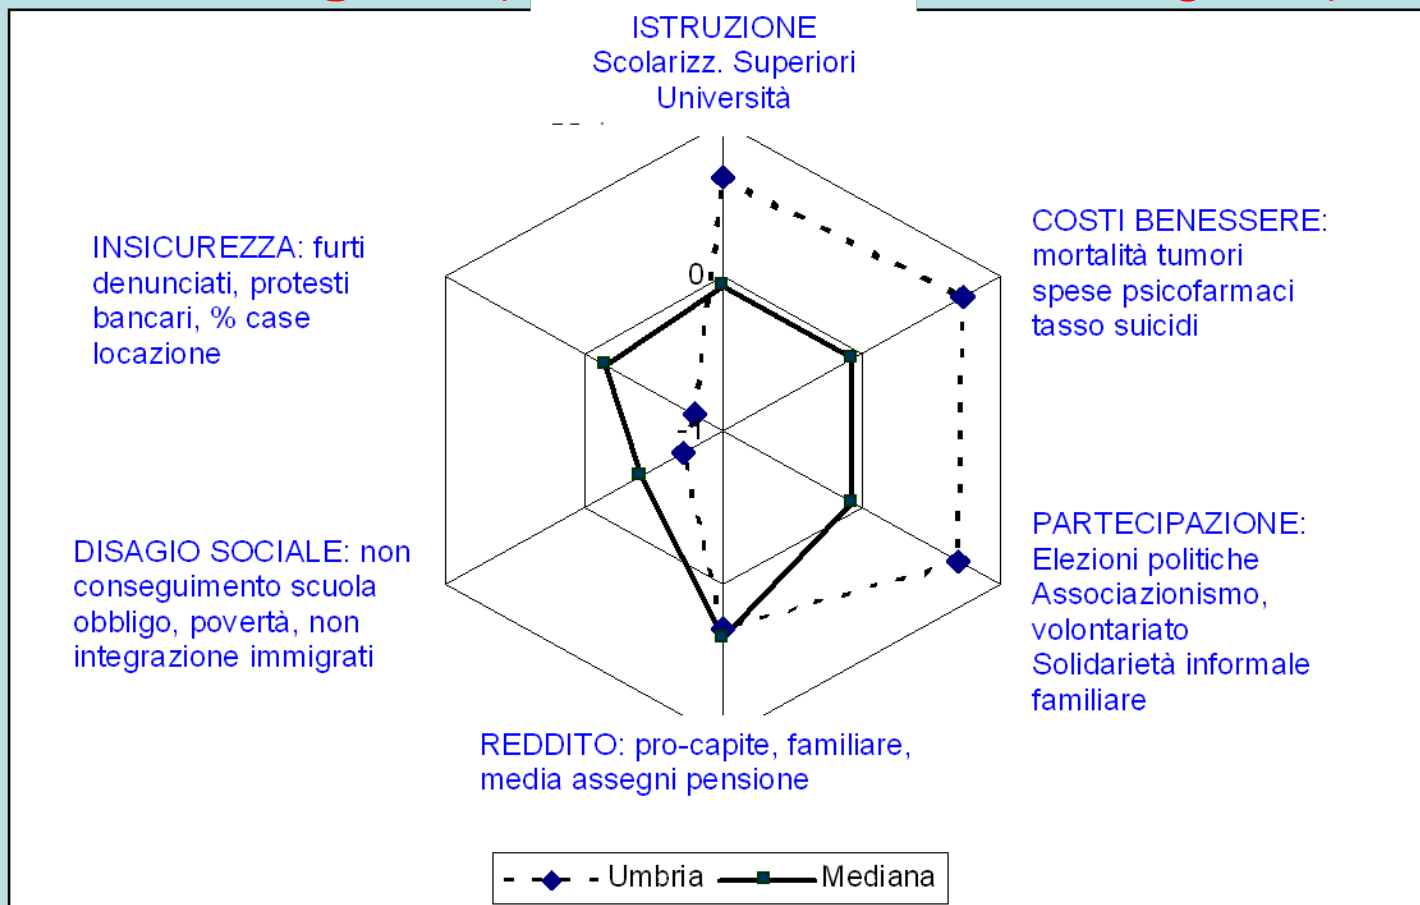 ISTRUZIONE
Scolarizz. Superiori
Università
INSICUREZZA: furti
denunciati, protesti
bancari, % case
locazione
COSTI BENESSERE:
mortalità tumori
spese psicofarmaci
tasso suicidi
0
-1
DISAGIO SOCIALE: non
conseguimento scuola
obbligo, povertà, non
integrazione immigrati
PARTECIPAZIONE:
Elezioni politiche
Associazionismo,
volontariato
Solidarietà informale
familiare
REDDITO: pro-capite, familiare,
media assegni pensione
Umbria
Mediana